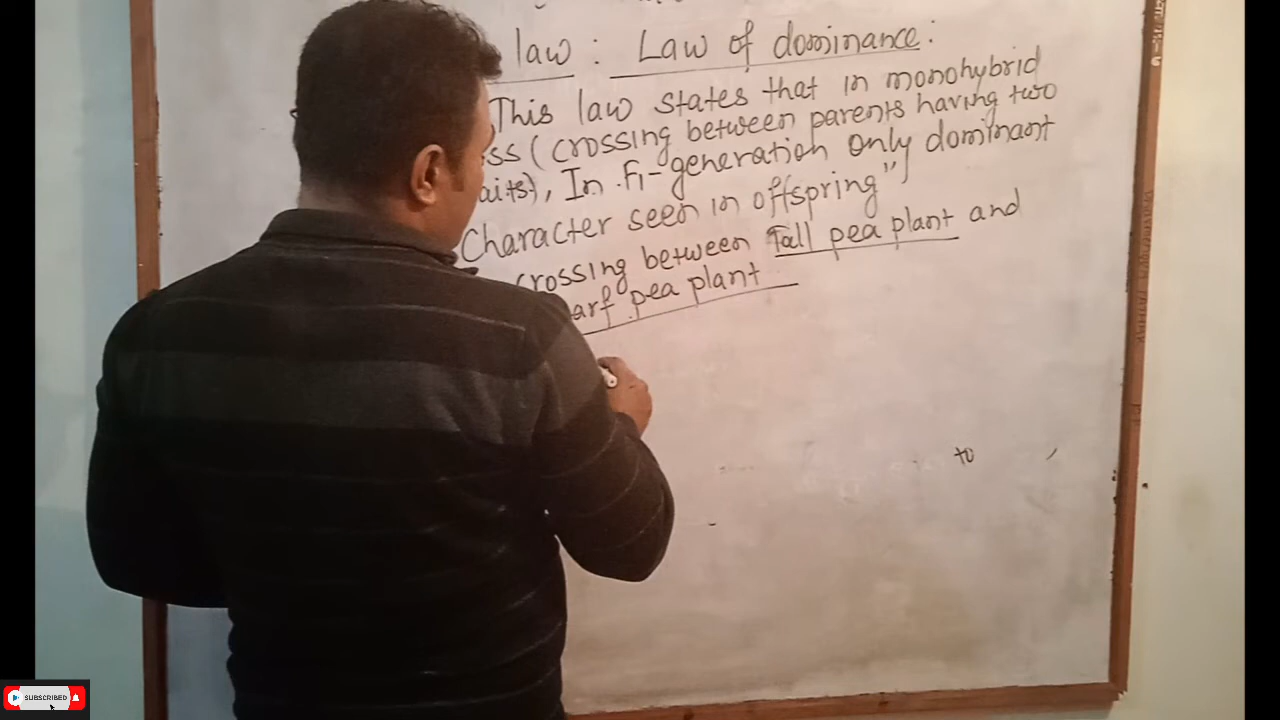 law : Law of dominance :
This law states that in monohybrid
ss (crossing between parents having two
aits), In F1-generation only dominant
Character seen in offspring"
crossing between Tall pea plant and
arf pea plant
to
SUBSCRIBED